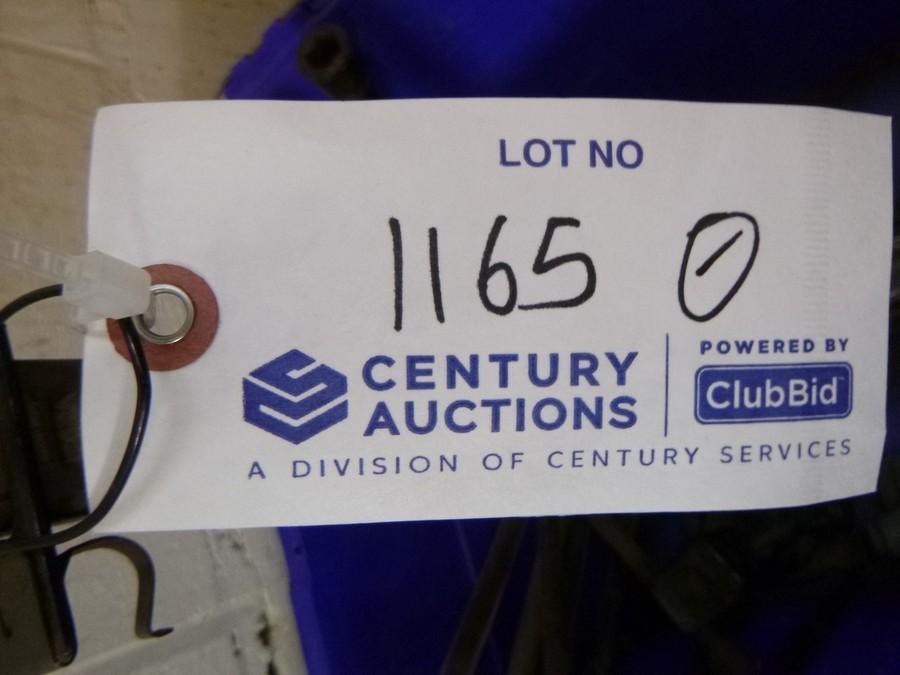 LOT NO
1165 0
CENTURY AUCTIONS
POWERED BY
ClubBid
A DIVISION OF CENTURY SERVICES